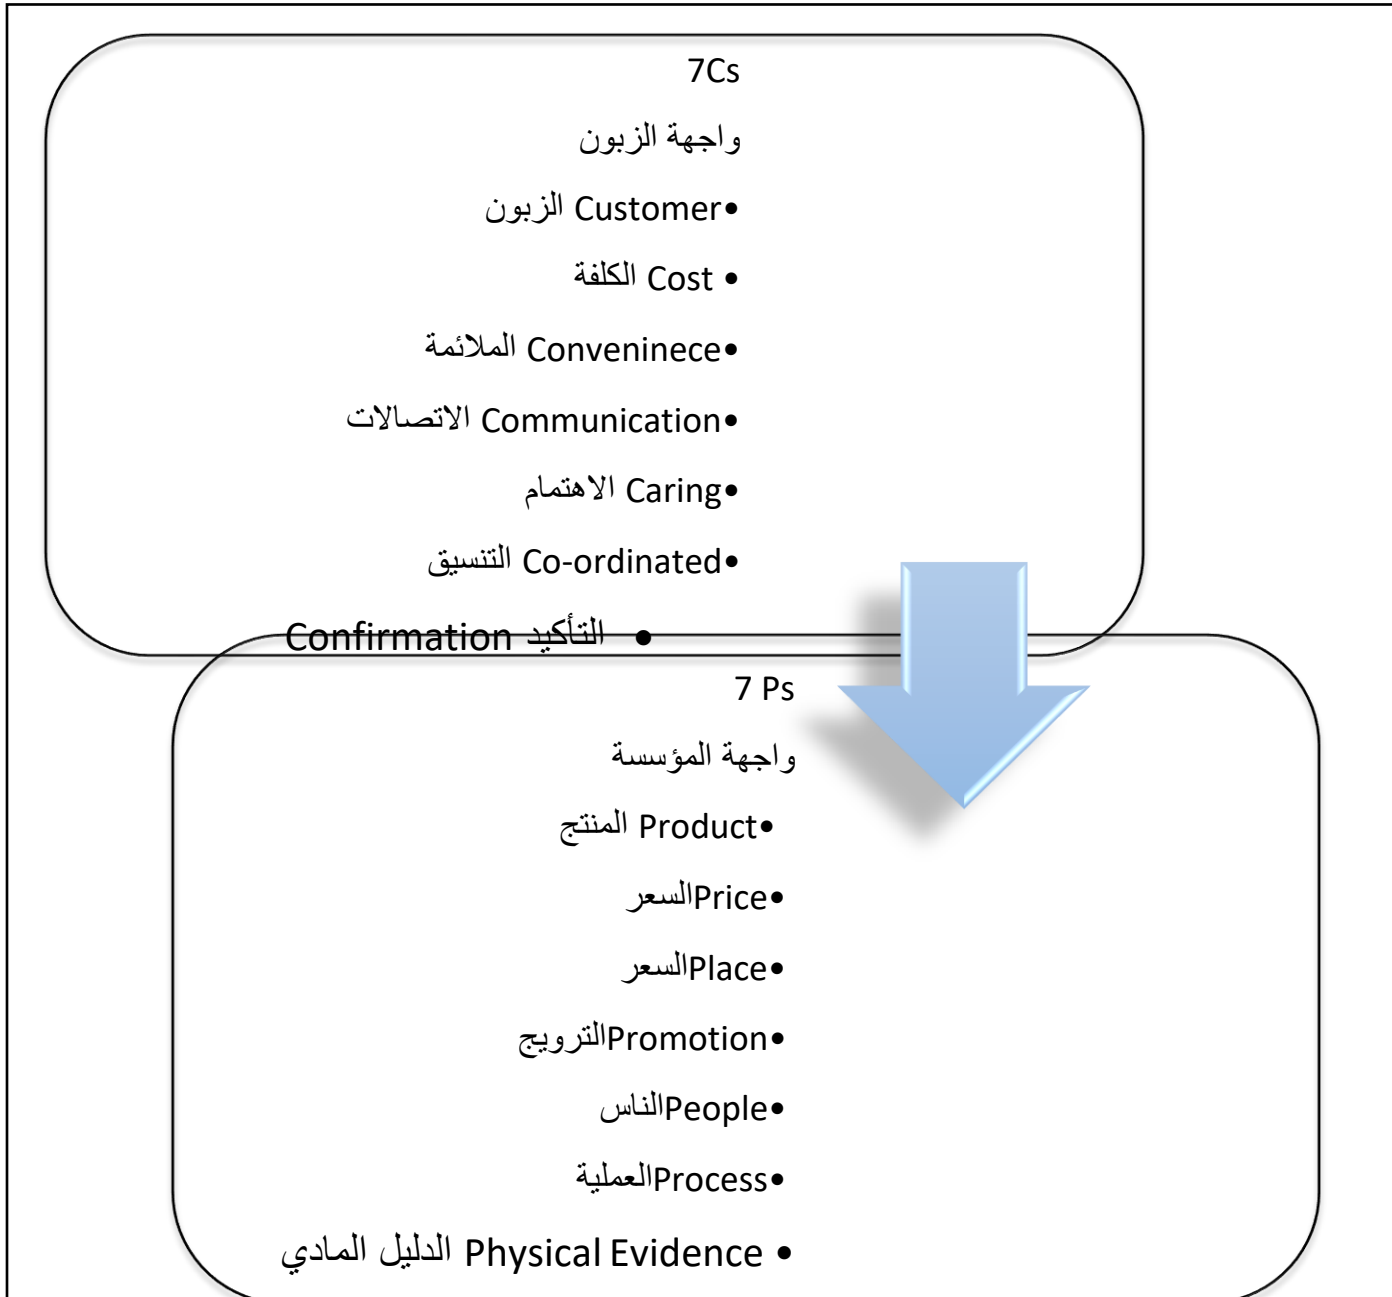 7Cs
واجهة الزبون
•Customer الزبون
• Cost الكلفة
•Conveninece الملائمة
•Communication الاتصالات
•Caring الاهتمام
•Co-ordinated التنسيق
• التأكيد Confirmation
7 Ps
واجهة المؤسسة
•Product المنتج
•Priceالسعر
•Placeالسعر
•Promotionالترويج
•Peopleالناس
•Processالعملية
• Physical Evidence الدليل المادي